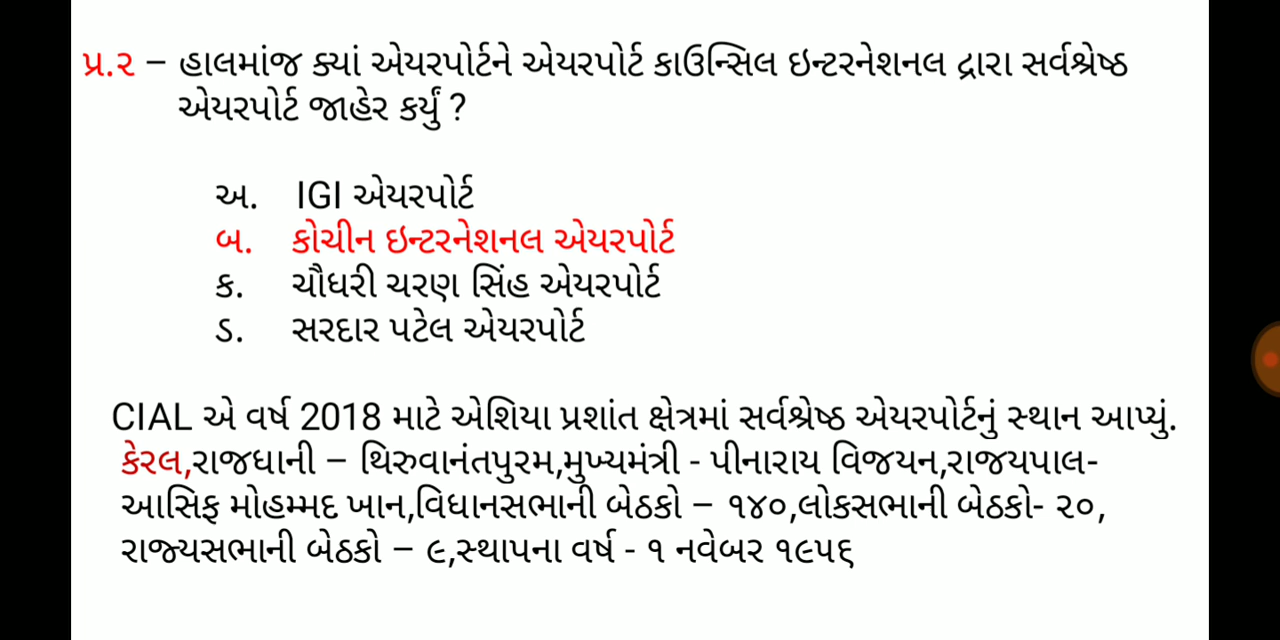 પ્ર.૨ – હાલમાંજ ક્યાં એયરપોર્ટને એયરપોર્ટ કાઉન્સિલ ઇન્ટરનેશનલ દ્વારા સર્વશ્રેષ્ઠ
એયરપોર્ટ જાહેર કર્યું ?
અ. IGI એયરપોર્ટ
બ. કોચીન ઇન્ટરનેશનલ એયરપોર્ટ
ક. ચૌધરી ચરણ સિંહ એયરપોર્ટ
ડ. સરદાર પટેલ એયરપોર્ટ
CIAL એ વર્ષ 2018 માટે એશિયા પ્રશાંત ક્ષેત્રમાં સર્વશ્રેષ્ઠ એયરપોર્ટનું સ્થાન આપ્યું.
કેરલ,રાજધાની – થિરુવાનંતપુરમ,મુખ્યમંત્રી - પીનારાય વિજયન,રાજયપાલ-
આસિફ મોહમ્મદ ખાન,વિધાનસભાની બેઠકો – ૧૪૦,લોકસભાની બેઠકો- ૨૦,
રાજ્યસભાની બેઠકો – ૯,સ્થાપના વર્ષ - ૧ નવેબર ૧૯૫૬